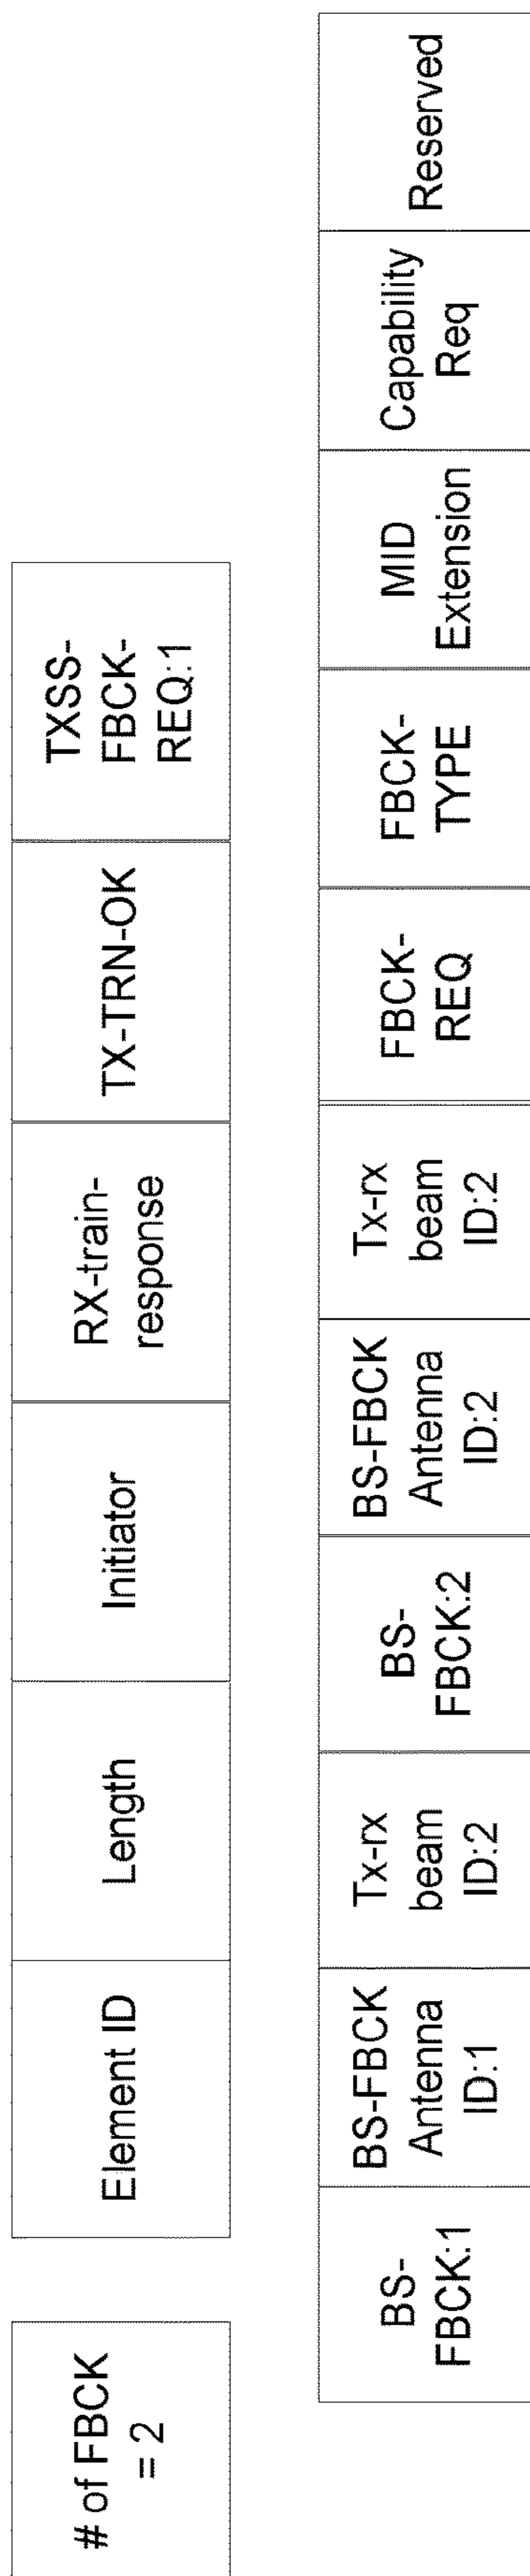 # of FBCK
= 2
Element ID
Length
Initiator
RX-train-
response
TX-TRN-OK
TXSS-
FBCK-
REQ:1
BS-
FBCK:1
BS-FBCK
Antenna
ID:1
Tx-rx
beam
ID:2
BS-
FBCK:2
BS-FBCK
Antenna
ID:2
Tx-rx
beam
ID:2
FBCK-
REQ
FBCK-
TYPE
MID
Extension
Capability
Req
Reserved